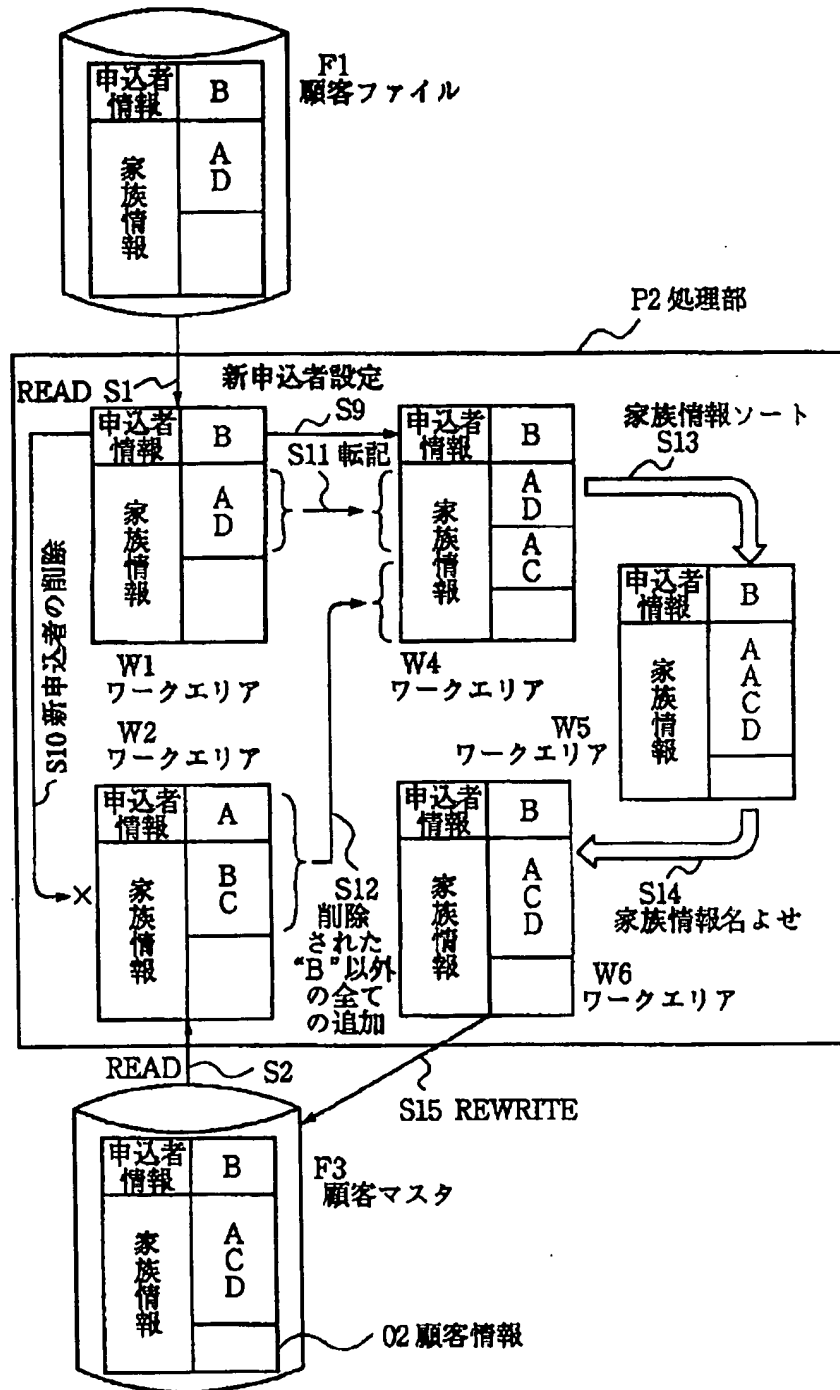 F1
顧客ファイル
申込者
情報
B
家族情報
A
D
P2 処理部
READ S1
新申込者設定
S9
申込者
情報
B
家族情報
A
D
S11 転記
申込者
情報
B
家族情報
A
D
A
C
家族情報ソート
S13
S10 新申込者の削除
W1
ワークエリア
W4
ワークエリア
申込者
情報
B
家族情報
A
A
C
D
W5
ワークエリア
W2
ワークエリア
申込者
情報
A
家族情報
B
C
×
S12
削除
された
“B”以外
の全て
の追加
申込者
情報
B
家族情報
A
C
D
S14
家族情報名よせ
W6
ワークエリア
READ
S2
S15 REWRITE
F3
顧客マスタ
申込者
情報
B
家族情報
A
C
D
02 顧客情報